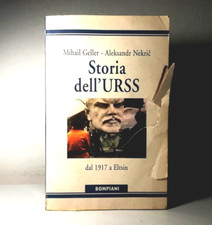 Mihail Geller - Aleksandr Nekrič
Storia
dell'URSS
dal 1917 a Eltsin
BOMPIANI